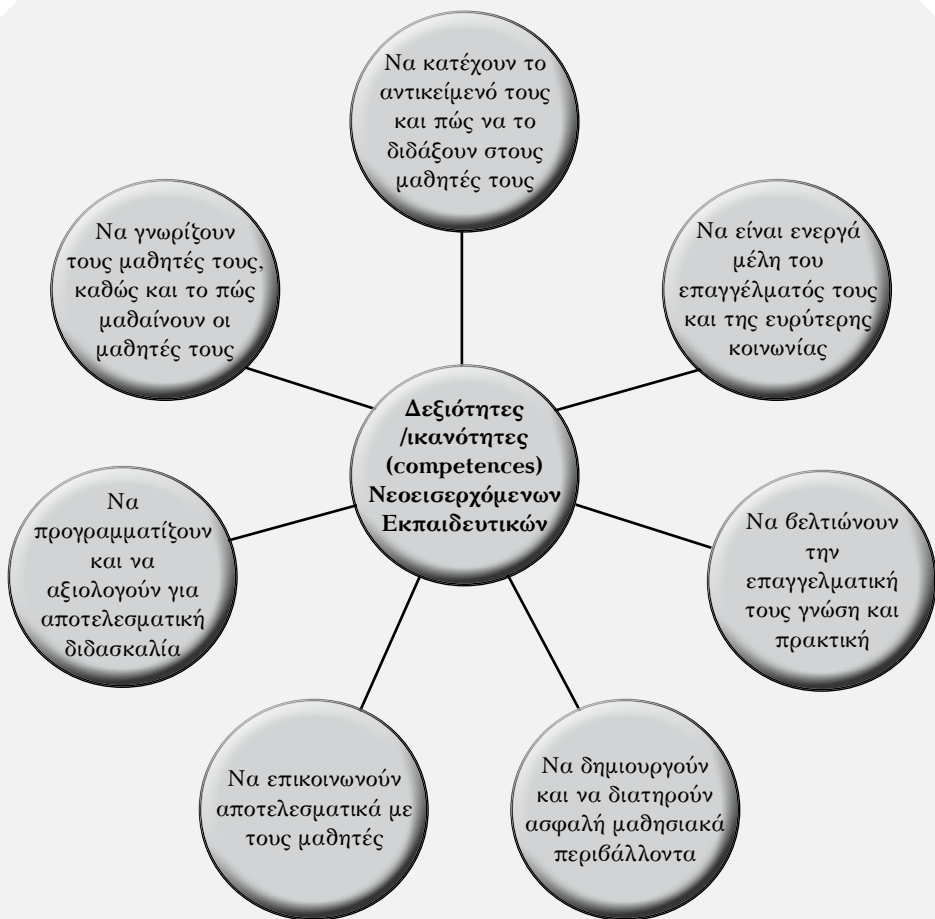 Να κατέχουν το
αντικείμενό τους
και πώς να το
διδάξουν στους
μαθητές τους
Να γνωρίζουν
τους μαθητές τους,
καθώς και το πώς
μαθαίνουν οι
μαθητές τους
Να είναι ενεργά
μέλη του
επαγγέλματός τους
και της ευρύτερης
κοινωνίας
Δεξιότητες
/ικανότητες
(competences)
Νεοεισερχόμενων
Εκπαιδευτικών
Να
προγραμματίζουν
και να
αξιολογούν για
αποτελεσματική
διδασκαλία
Να βελτιώνουν
την
επαγγελματική
τους γνώση και
πρακτική
Να επικοινωνούν
αποτελεσματικά με
τους μαθητές
Να δημιουργούν
και να διατηρούν
ασφαλή μαθησιακά
περιβάλλοντα